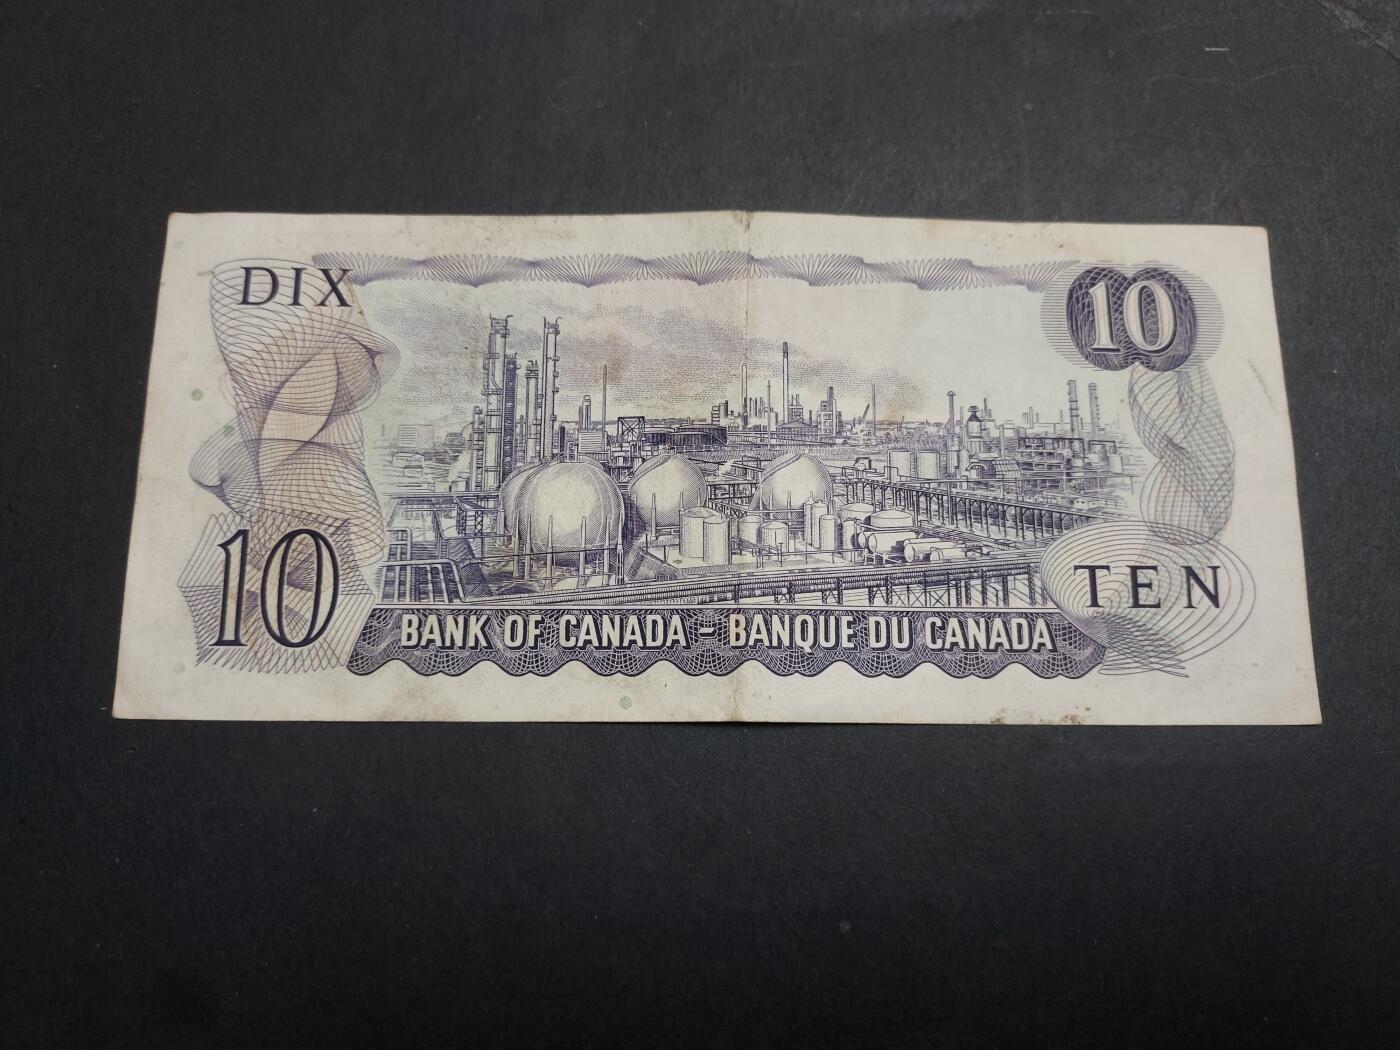 DIX
10
10
TEN
BANK OF CANADA - BANQUE DU CANADA